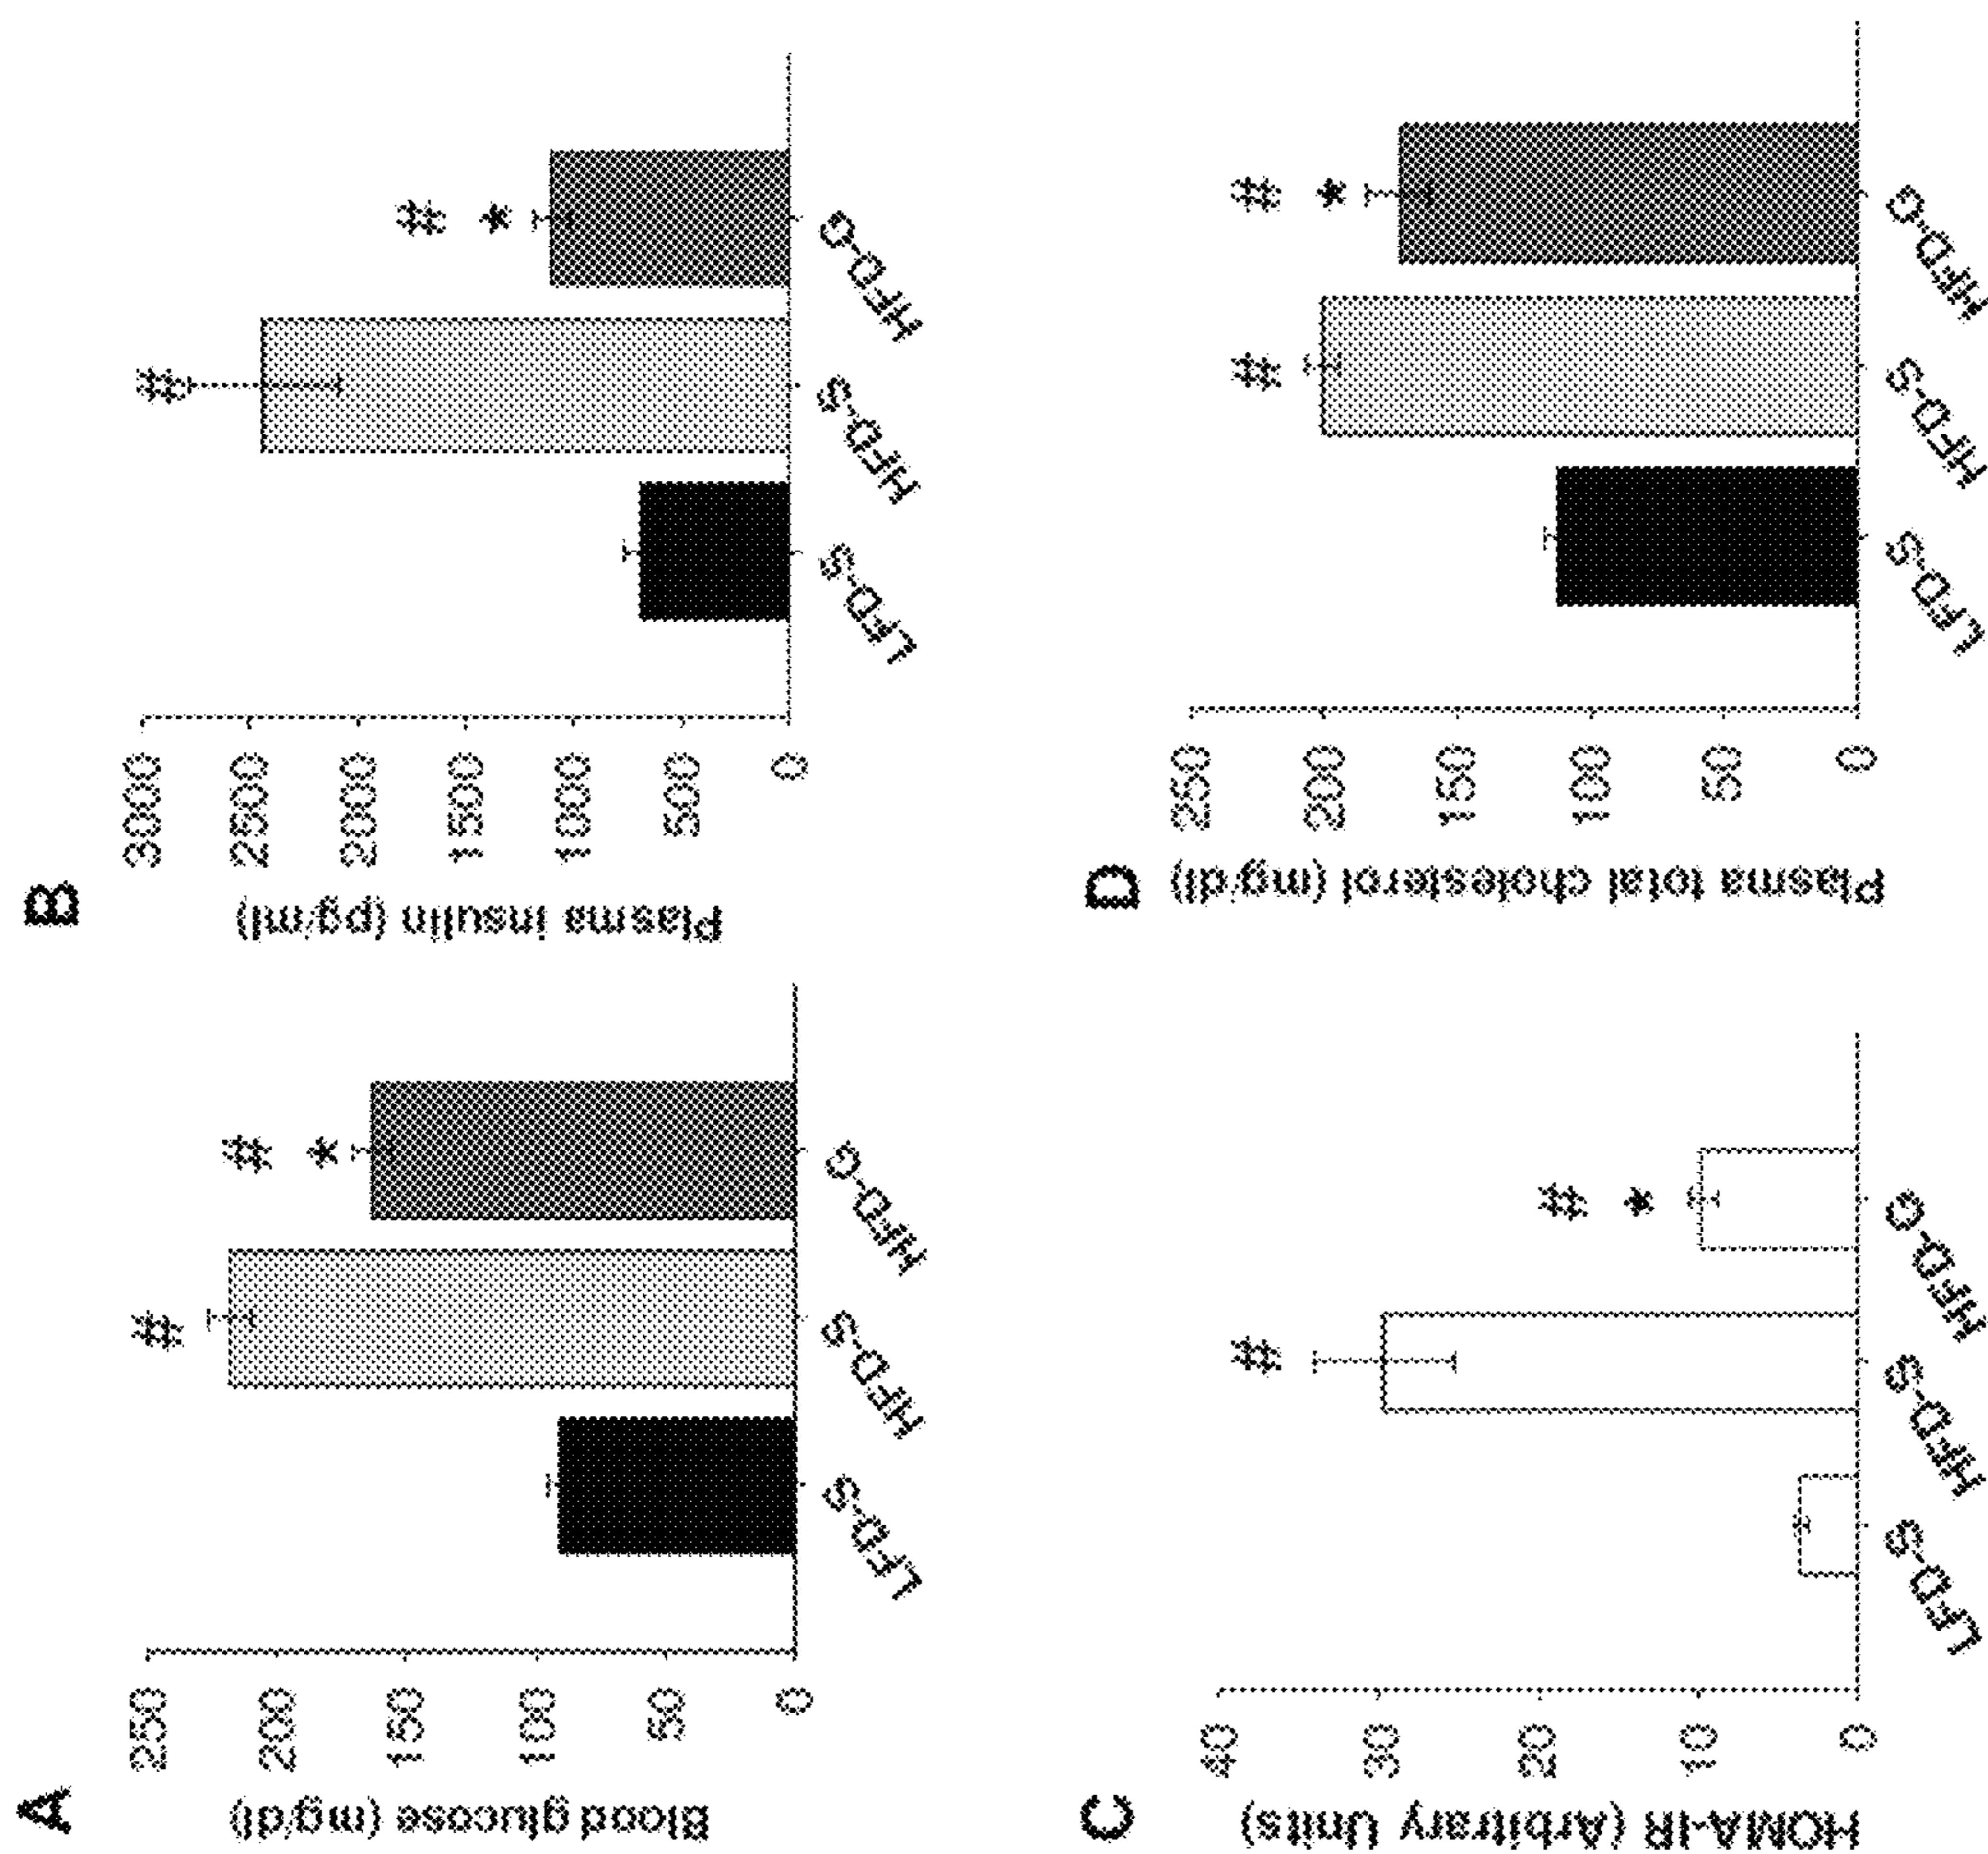 A
Blood glucose (mg/dl)
250
200
150
100
50
0
#
# *
LFD-S
HFD-S
HFD-G
B
Plasma insulin (pg/ml)
3000
2500
2000
1500
1000
500
0
#
# *
LFD-S
HFD-S
HFD-G
C
HOMA-IR (Arbitrary Units)
40
30
20
10
0
#
# *
LFD-S
HFD-S
HFD-G
D
Plasma total cholesterol (mg/dl)
250
200
150
100
50
0
#
# *
LFD-S
HFD-S
HFD-G